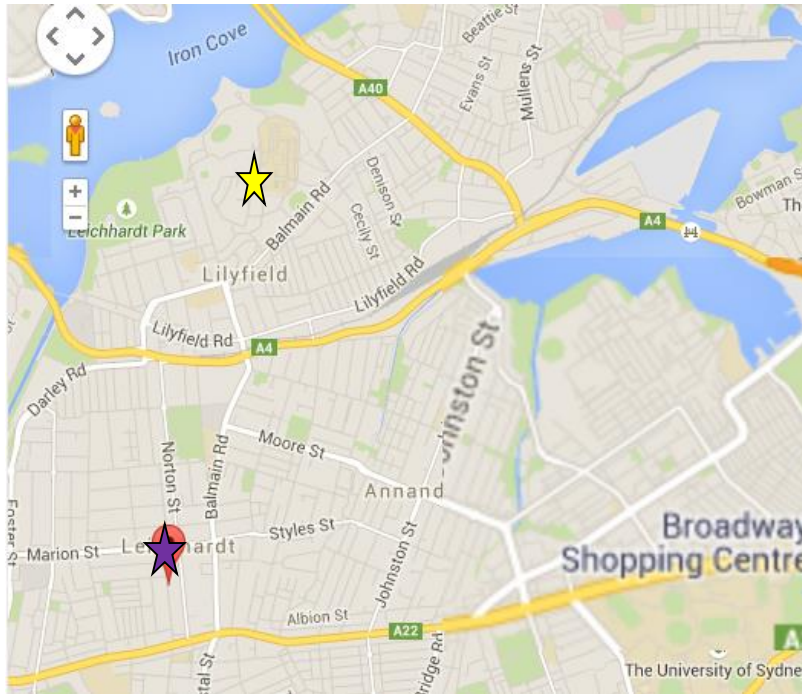 Iron Cove
Beattie St
Evans St
Mullens St
A40
Denison St
Cecily St
Balmain Rd
Bowman S
Th
A4
Leichhardt Park
Lilyfield
Lilyfield Rd
Lilyfield Rd
A4
Darley Rd
Johnston St
Norton St
Balmain Rd
Moore St
Annand
Foster St
Marion St
Styles St
Broadway
Shopping Centre
Johnston St
Albion St
A22
A
The University of Sydne